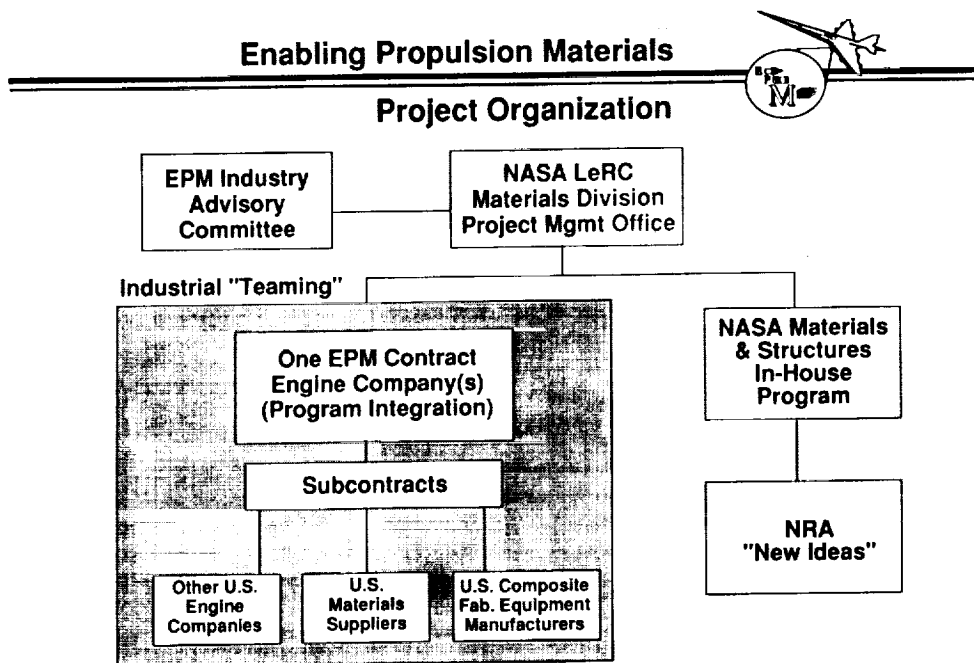 Enabling Propulsion Materials
Project Organization
EPM Industry
Advisory
Committee
NASA LeRC
Materials Division
Project Mgmt Office
Industrial "Teaming"
One EPM Contract
Engine Company(s)
(Program Integration)
NASA Materials
& Structures
In-House
Program
Subcontracts
NRA
"New Ideas"
Other U.S.
Engine
Companies
U.S.
Materials
Suppliers
U.S. Composite
Fab. Equipment
Manufacturers